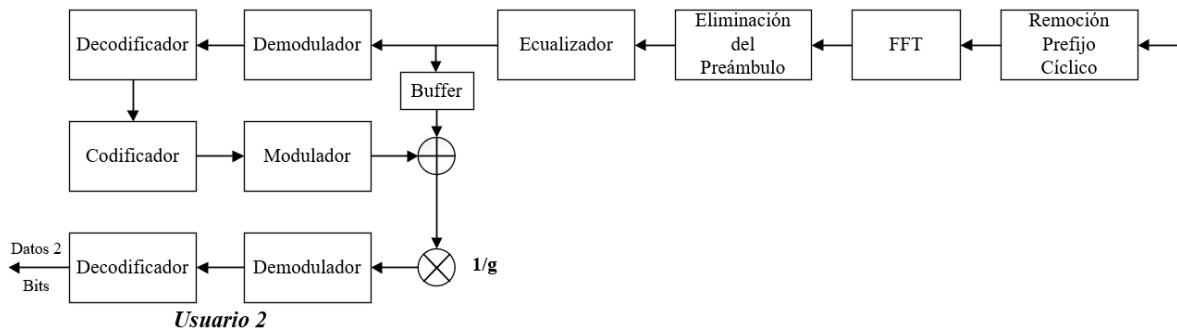 Decodificador
Demodulador
Ecualizador
Eliminación
del
Preámbulo
FFT
Remoción
Prefijo
Cíclico
Buffer
Codificador
Modulador
Datos 2
Bits
Decodificador
Demodulador
1/g
Usuario 2